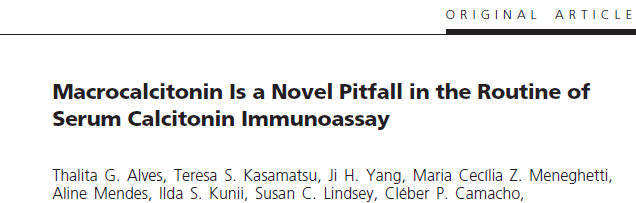 ORIGINAL ARTICLE
Macrocalcitonin Is a Novel Pitfall in the Routine of
Serum Calcitonin Immunoassay
Thalita G. Alves, Teresa S. Kasamatsu, Ji H. Yang, Maria Cecília Z. Meneghetti,
Aline Mendes, Ilda S. Kunii, Susan C. Lindsey, Cléber P. Camacho,